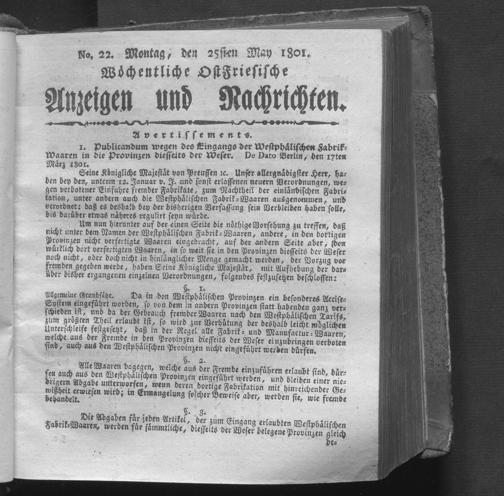 No. 22. Montag, den 25sten May 1801.
Wöchentliche Ostfriesische
Anzeigen und Nachrichten.
Avertissements.
1. Publicandum wegen des Eingangs der Westphälischen Fabrik-
Waaren in die Provinzen diesseits der Weser. De Dato Berlin, den 17ten
März 1801.
Seine Königliche Majestät von Preussen ꝛc. Unser allergnädigster Herr, ha-
ben bey den, unterm 12. Januar v. J. und sonst erlassenen neueren Verordnungen, we-
gen verbotener Einfuhre fremder Fabrikate, zum Nachtheil der einländischen Fabri-
kation, unter andern auch die Westphälischen Fabrik-Waaren ausgenommen, und
verordnet: daß es deshalb bey der bisherigen Verfassung sein Verbleiben haben solle,
bis darüber etwas näheres regulirt seyn würde.
Um nun hierunter auf der einen Seite die nöthige Vorsehung zu treffen, daß
nicht unter dem Namen der Westphälischen Fabrik-Waaren, andere, in den dortigen
Provinzen nicht verfertigte Waaren eingebracht, auf der andern Seite aber, den
würklich dort verfertigten Waaren, in so weit sie in den Provinzen diesseits der Weser
noch nicht, oder doch nicht in hinlänglicher Menge gemacht werden, der Vorzug vor
fremden gegeben werde, haben Seine Königliche Majestät, mit Aufhebung der dar-
über bisher ergangenen einzelnen Verordnungen, folgendes festzusetzen beschlossen:
§. 1.
Allgemeine Grundsätze. Da in den Westphälischen Provinzen ein besonderes Accise-
System eingeführt worden, so von dem in andern Provinzen statt habenden ganz ver-
schieden ist, und da der Gebrauch fremder Waaren nach den Westphälischen Tarifs,
zum größten Theil erlaubt ist, so wird zur Verhütung der deshalb leicht möglichen
Unterschleife festgesetzt, daß in der Regel alle Fabrik- und Manufactur-Waaren,
welche aus der Fremde in den Provinzen diesseits der Weser einzubringen verboten
sind, auch aus den Westphälischen Provinzen nicht eingeführt werden dürfen.
§. 2.
Alle Waaren dagegen, welche aus der Fremde einzuführen erlaubt sind, dür-
fen auch aus den Westphälischen Provinzen eingeführt werden, und bleiben einer nie-
drigern Abgabe unterworfen, wenn deren dortige Fabrikation mit hinreichender Ge-
wißheit erwiesen wird; in Ermangelung solcher Beweise aber, werden sie, wie fremde
behandelt.
§. 3.
Die Abgaben für jeden Artikel, der zum Eingang erlaubten Westphälischen
Fabrik-Waaren, werden für sämmtliche, diesseits der Weser belegene Provinzen gleich
be-